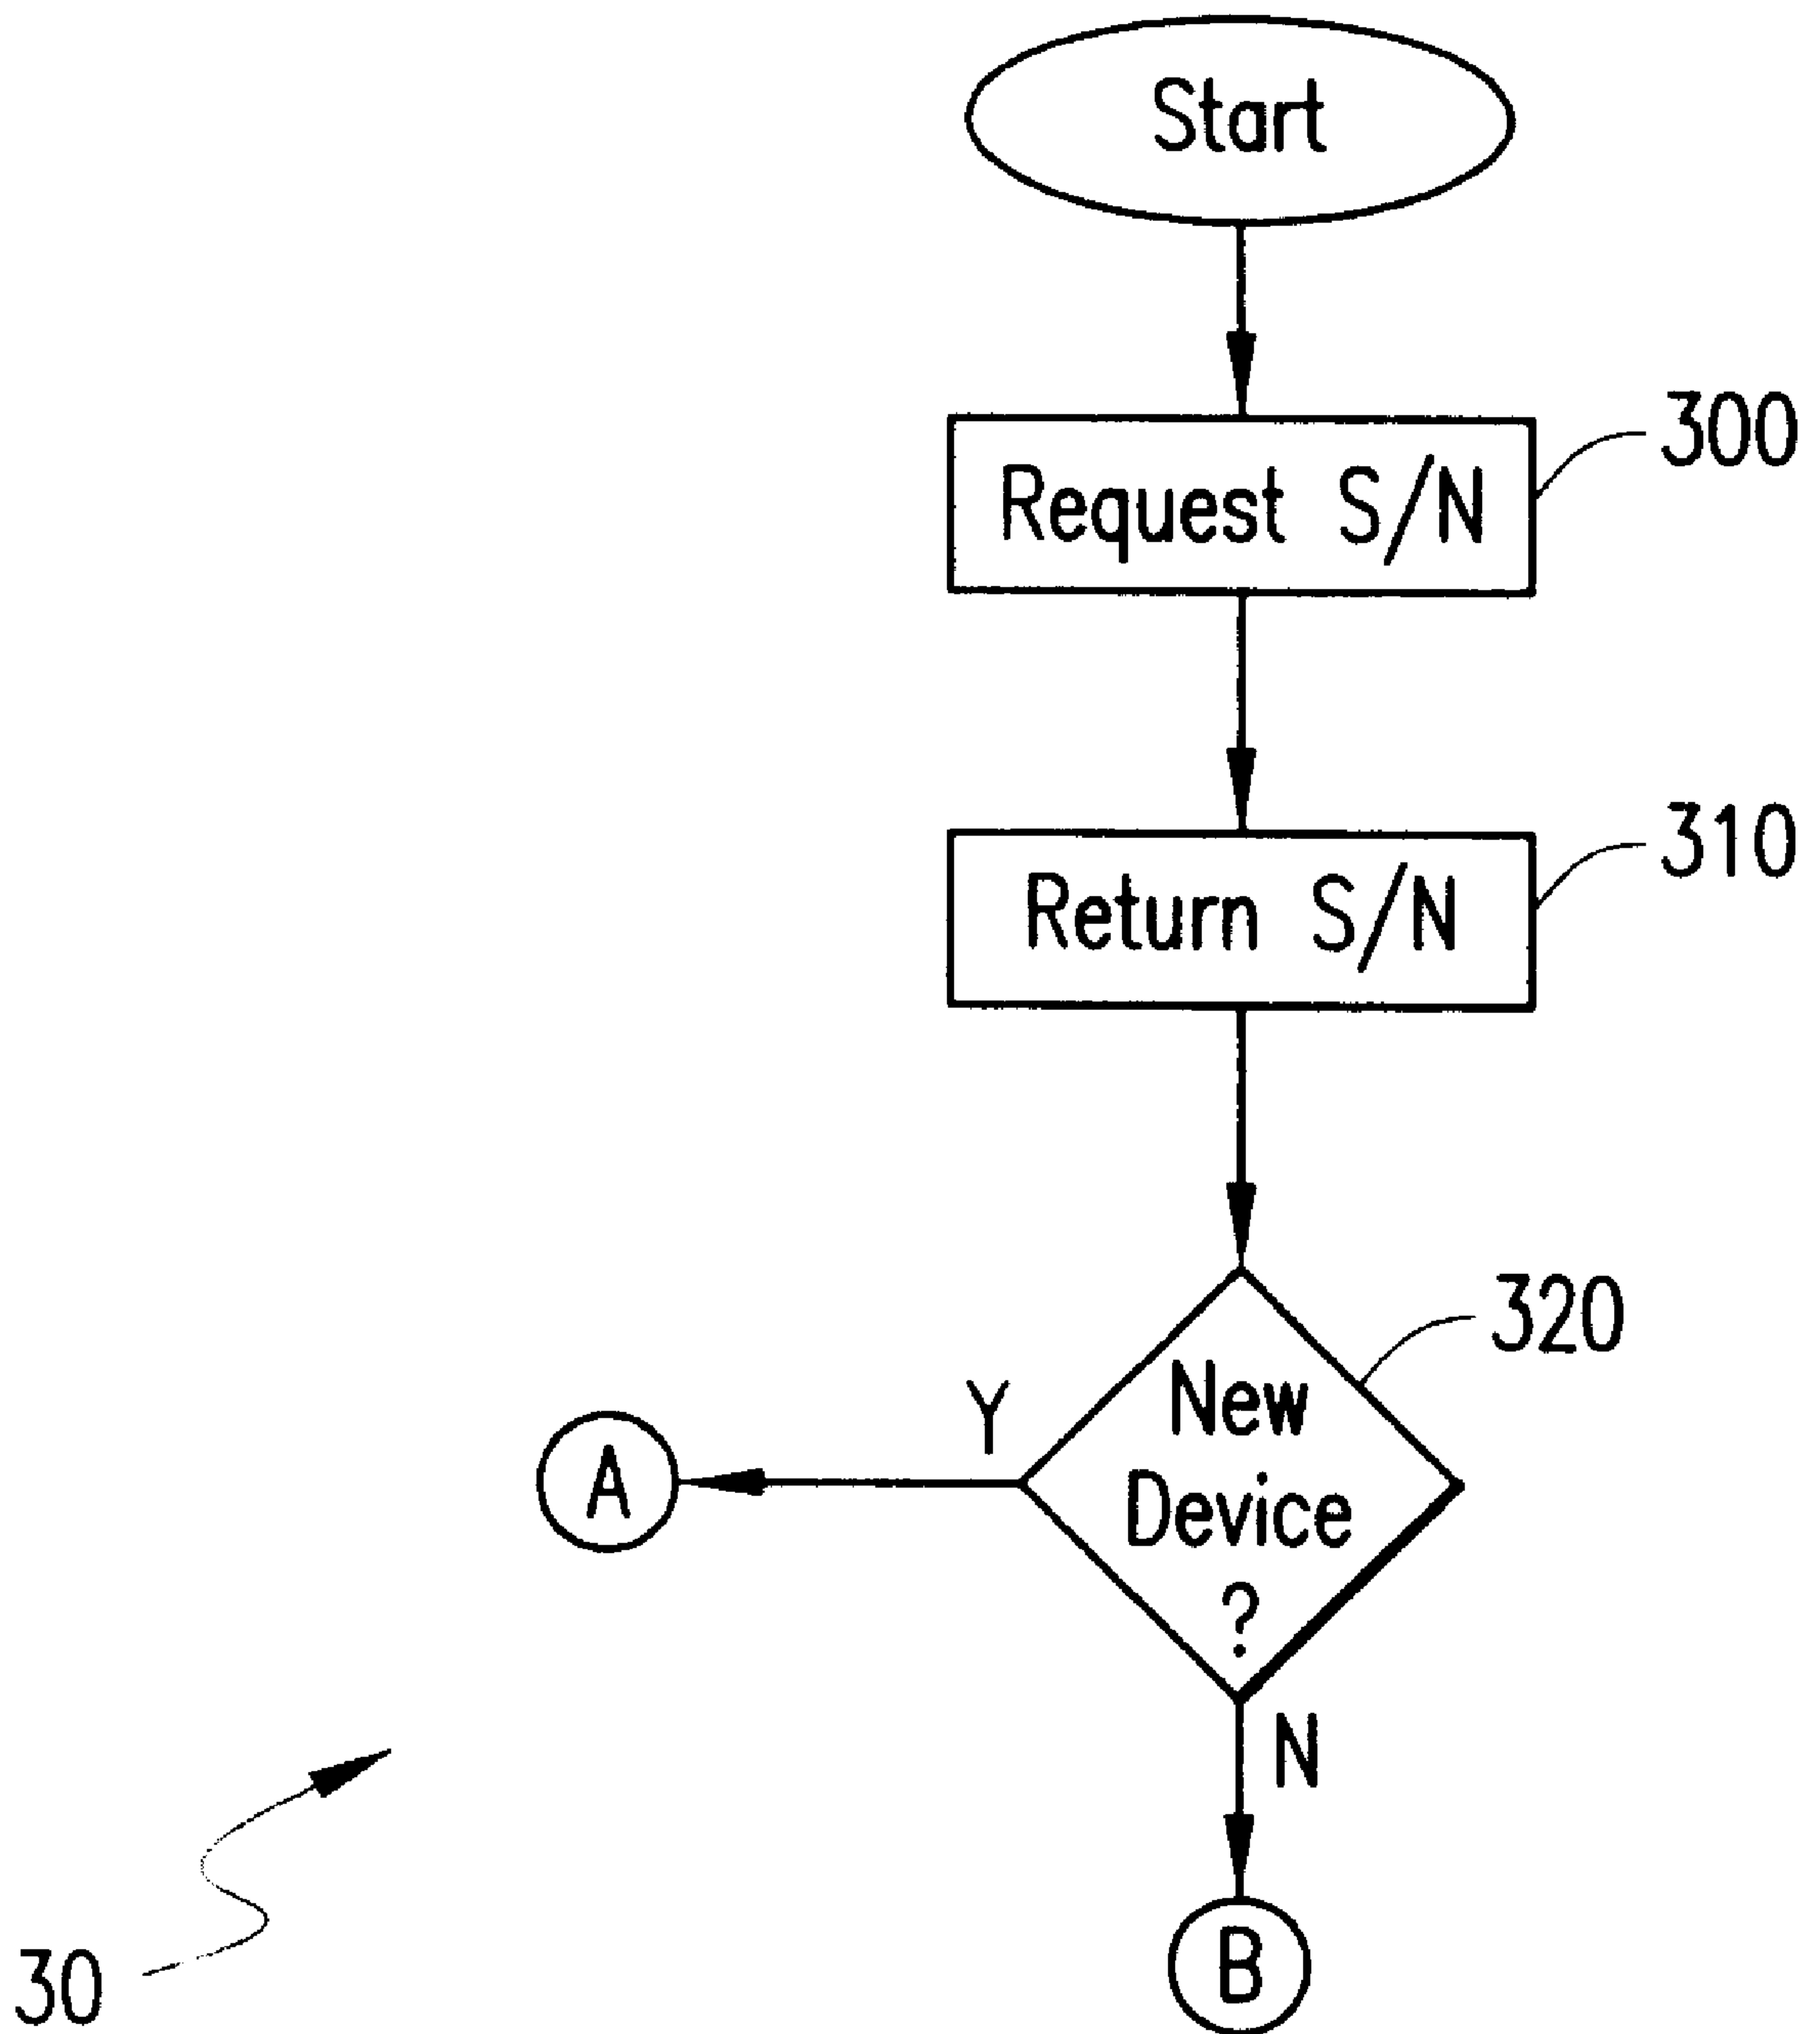 Start
Request S/N
300
Return S/N
310
320
New
Device
?
Y
A
N
B
30